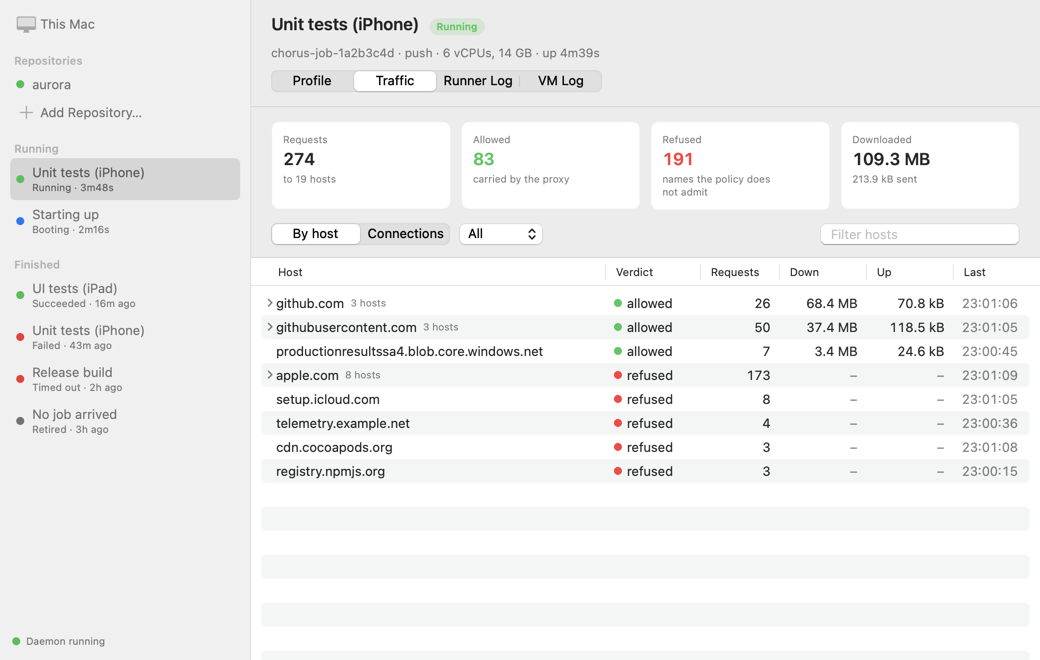 This Mac
Repositories
aurora
Add Repository...
Running
Unit tests (iPhone)
Running · 3m48s
Starting up
Booting · 2m16s
Finished
UI tests (iPad)
Succeeded · 16m ago
Unit tests (iPhone)
Failed · 43m ago
Release build
Timed out · 2h ago
No job arrived
Retired · 3h ago
Daemon running
Unit tests (iPhone) Running
chorus-job-1a2b3c4d · push · 6 vCPUs, 14 GB · up 4m39s
Profile Traffic Runner Log VM Log
Requests
274
to 19 hosts
Allowed
83
carried by the proxy
Refused
191
names the policy does
not admit
Downloaded
109.3 MB
213.9 kB sent
By host Connections All Filter hosts
Host Verdict Requests Down Up Last
github.com 3 hosts allowed 26 68.4 MB 70.8 kB 23:01:06
githubusercontent.com 3 hosts allowed 50 37.4 MB 118.5 kB 23:01:05
productionresultssa4.blob.core.windows.net allowed 7 3.4 MB 24.6 kB 23:00:45
apple.com 8 hosts refused 173 – – 23:01:09
setup.icloud.com refused 8 – – 23:01:05
telemetry.example.net refused 4 – – 23:00:36
cdn.cocoapods.org refused 3 – – 23:01:08
registry.npmjs.org refused 3 – – 23:00:15